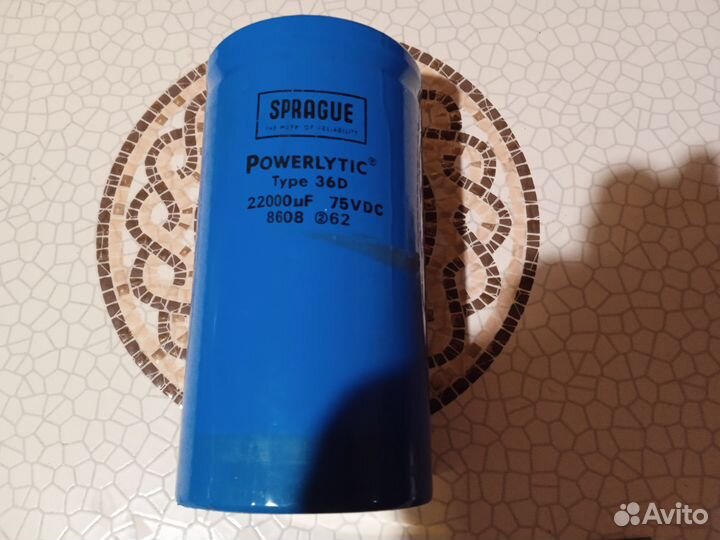 SPRAGUE
THE MARK OF RELIABILITY
POWERLYTIC®
Type 36D
22000µF 75VDC
8608 ②62
Avito